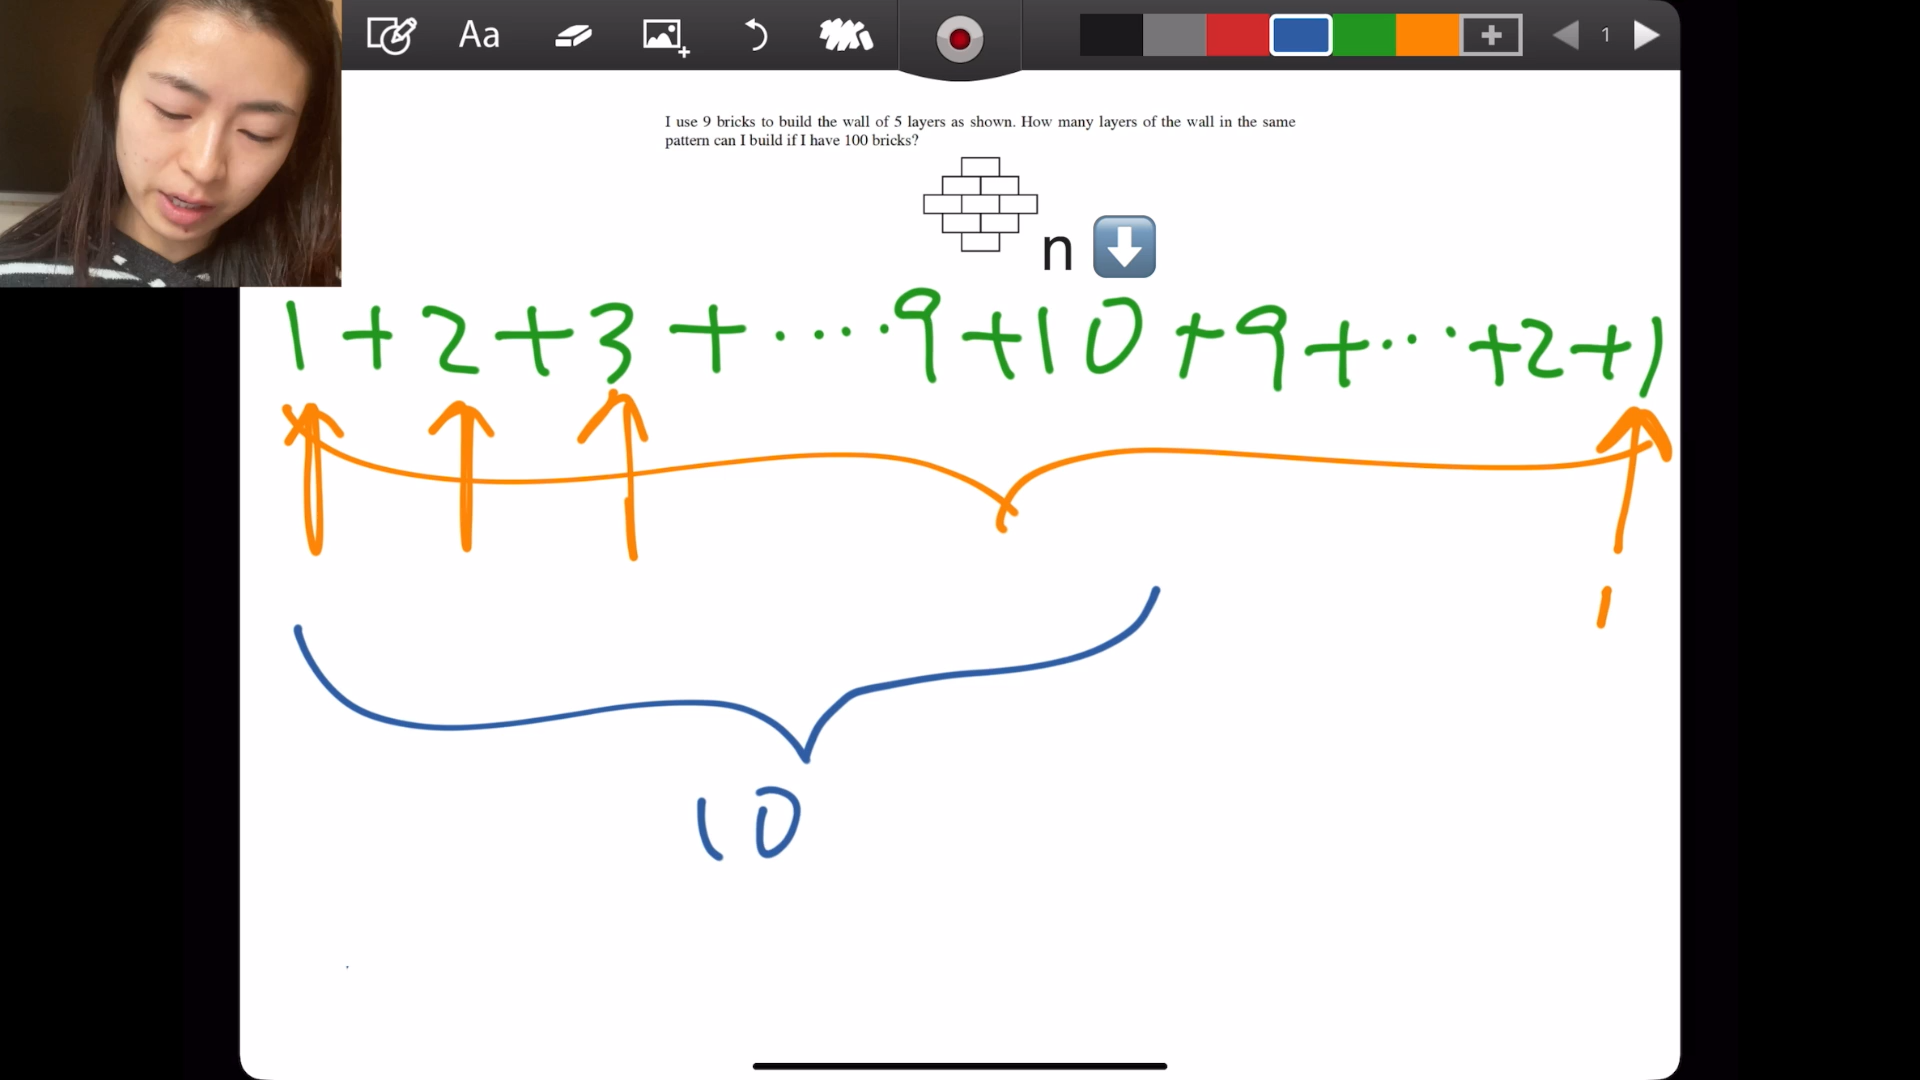 Aa
1
I use 9 bricks to build the wall of 5 layers as shown. How many layers of the wall in the same
pattern can I build if I have 100 bricks?
n
1 + 2 + 3 + ····9 +10 + 9 + ··· +2 +1
1
10